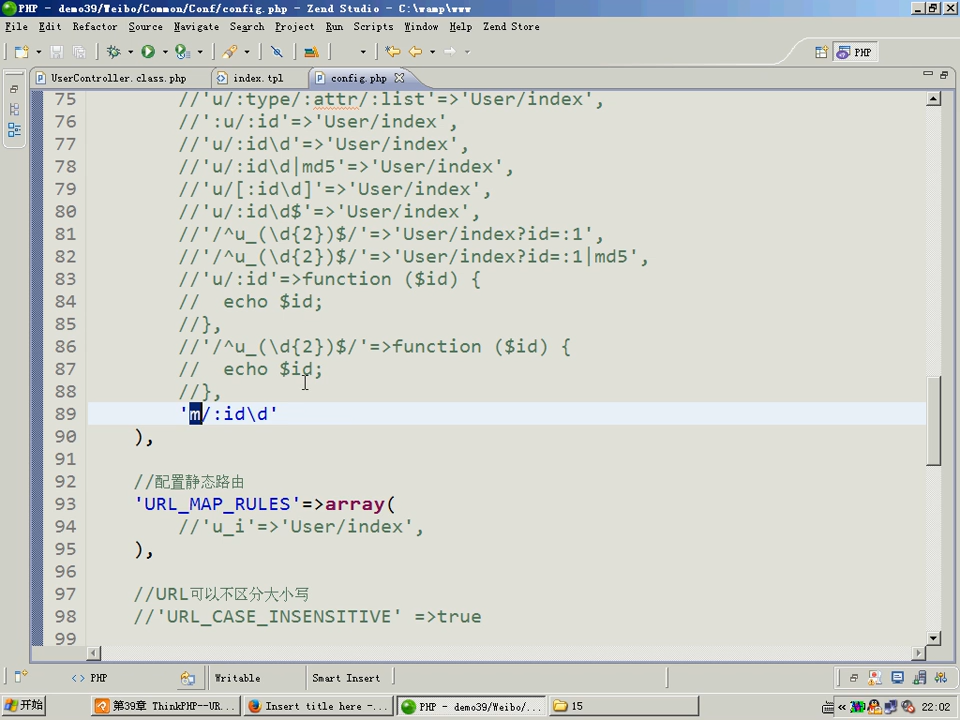 PHP - demo39/Weibo/Common/Conf/config.php - Zend Studio - C:\wamp\www
File Edit Refactor Source Navigate Search Project Run Scripts Window Help Zend Store
PHP
UserController.class.php index.tpl config.php
75 //'u/:type/:attr/:list'=>'User/index',
76 //':u/:id'=>'User/index',
77 //'u/:id\d'=>'User/index',
78 //'u/:id\d|md5'=>'User/index',
79 //'u/[:id\d]'=>'User/index',
80 //'u/:id\d$'=>'User/index',
81 //'/^u_(\d{2})$/'=>'User/index?id=:1',
82 //'/^u_(\d{2})$/'=>'User/index?id=:1|md5',
83 //'u/:id'=>function ($id) {
84 //  echo $id;
85 //},
86 //'/^u_(\d{2})$/'=>function ($id) {
87 //  echo $id;
88 //},
89 'm/:id\d'
90 ),
91
92 //配置静态路由
93 'URL_MAP_RULES'=>array(
94 //'u_i'=>'User/index',
95 ),
96
97 //URL可以不区分大小写
98 //'URL_CASE_INSENSITIVE' =>true
99
PHP Writable Smart Insert
开始 第39章 ThinkPHP--UR... Insert title here -... PHP - demo39/Weibo/... 15 22:02